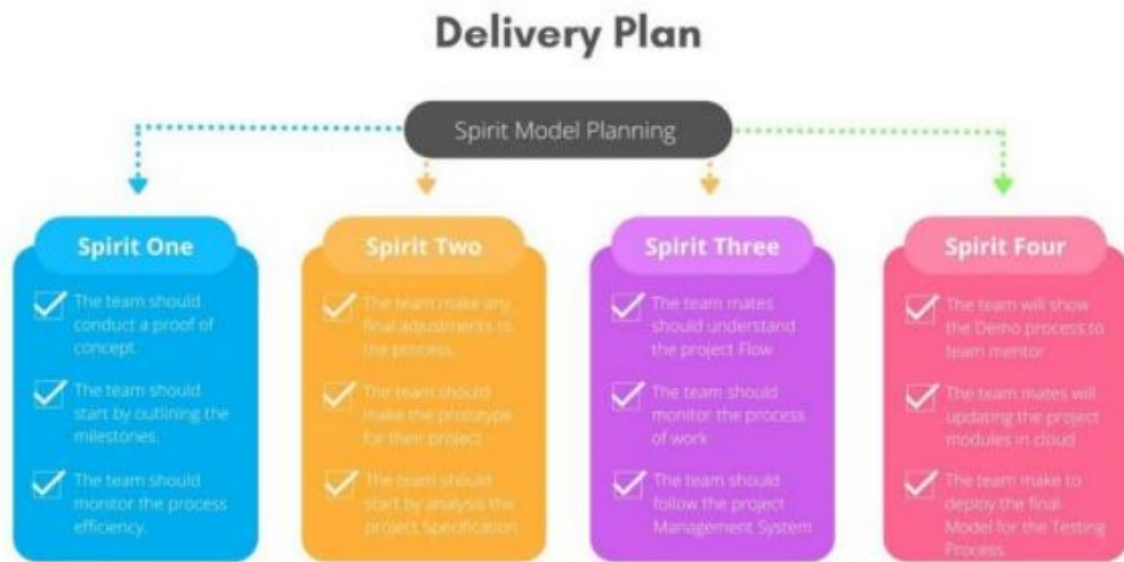 Delivery Plan
Spirit Model Planning
Spirit One
The team should
conduct a proof of
concept.
The team should
start by outlining the
milestones.
The team should
monitor the process
efficiency.
Spirit Two
The team make any
final adjustments to
the process.
The team should
make the prototype
for their project
The team should
start by analysis the
project Specification
Spirit Three
The team mates
should understand
the project Flow
The team should
monitor the process
of work
The team should
follow the project
Management System
Spirit Four
The team will show
the Demo process to
team mentor
The team mates will
updating the project
modules in cloud
The team make to
deploy the final
Model for the Testing
Process